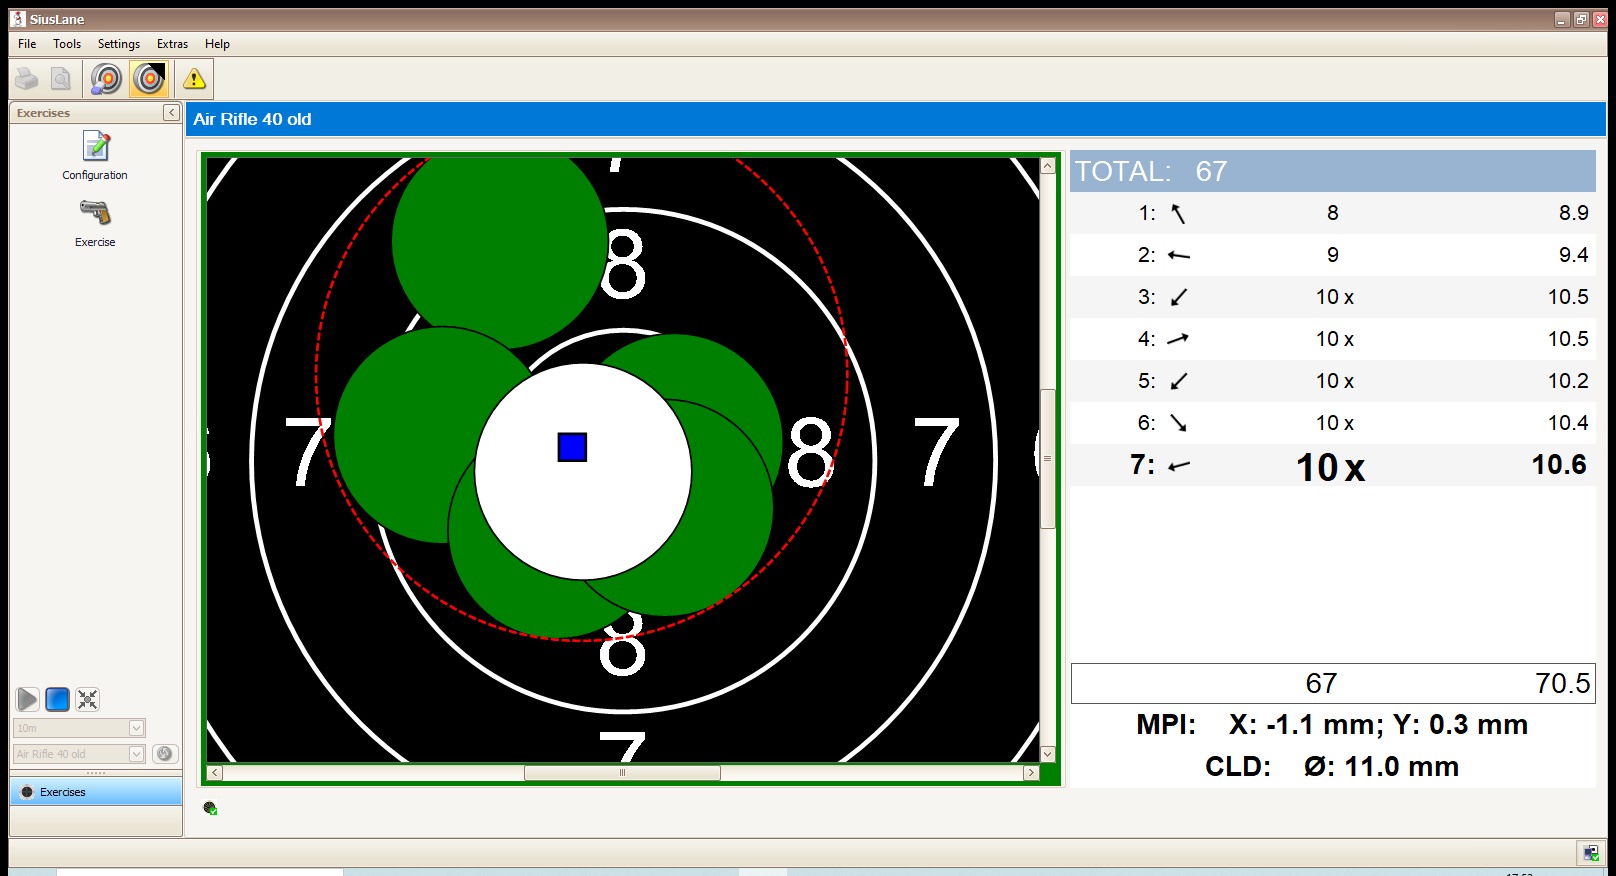 SiusLane
File Tools Settings Extras Help
Exercises
Configuration
Exercise
10m
Air Rifle 40 old
Exercises
Air Rifle 40 old
7
8
7 8 7
8
7
TOTAL: 67
1: 8 8.9
2: 9 9.4
3: 10 x 10.5
4: 10 x 10.5
5: 10 x 10.2
6: 10 x 10.4
7: 10 x 10.6
67 70.5
MPI: X: -1.1 mm; Y: 0.3 mm
CLD: Ø: 11.0 mm